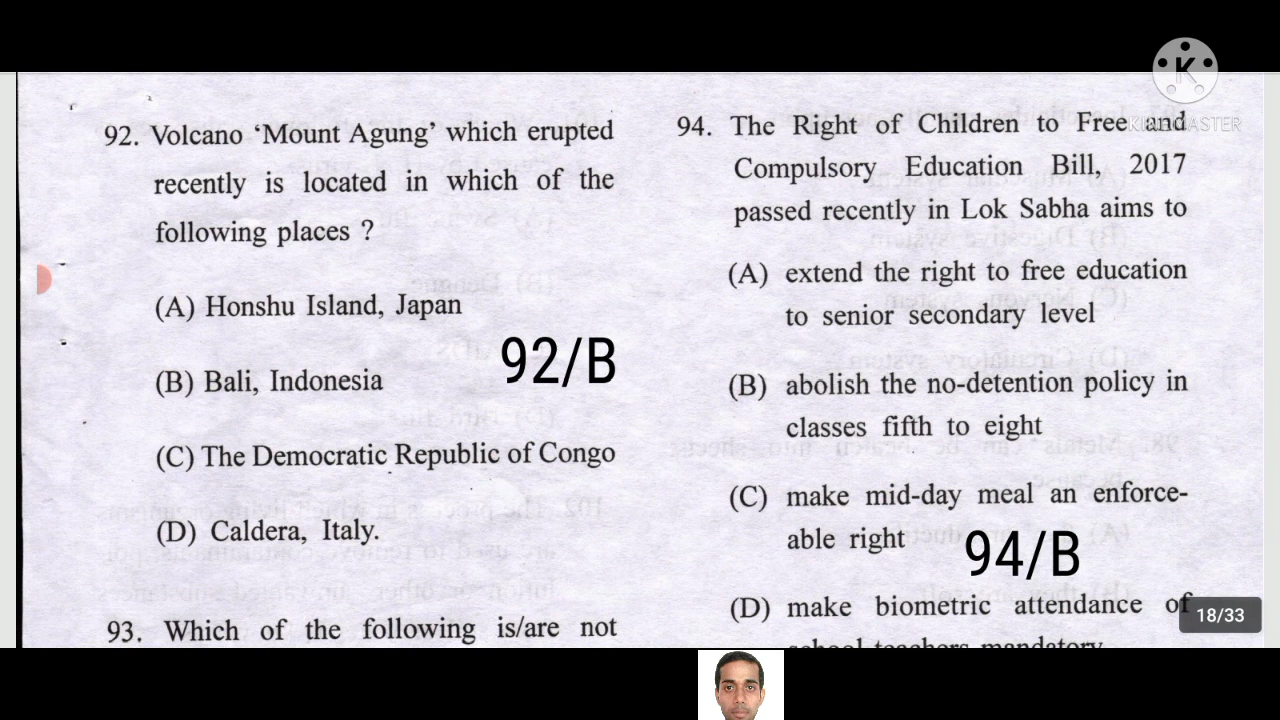 K
KINEMASTER
92. Volcano ‘Mount Agung’ which erupted
recently is located in which of the
following places ?
(A) Honshu Island, Japan
(B) Bali, Indonesia
92/B
(C) The Democratic Republic of Congo
(D) Caldera, Italy.
93. Which of the following is/are not
94. The Right of Children to Free and
Compulsory Education Bill, 2017
passed recently in Lok Sabha aims to
(A) extend the right to free education
to senior secondary level
(B) abolish the no-detention policy in
classes fifth to eight
(C) make mid-day meal an enforce-
able right
94/B
(D) make biometric attendance of
school teachers mandatory
18/33